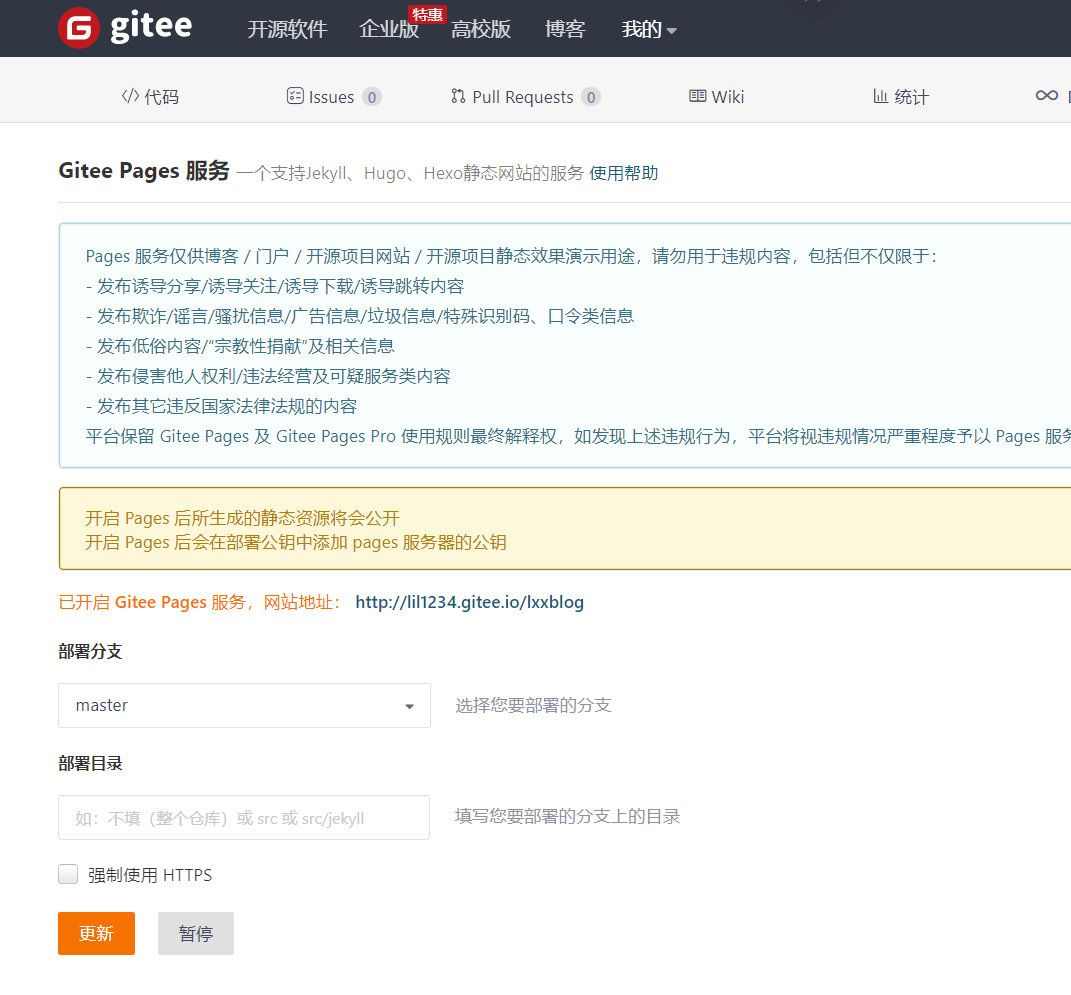 gitee
开源软件 企业版 特惠 高校版 博客 我的
代码 Issues 0 Pull Requests 0 Wiki 统计
Gitee Pages 服务 一个支持Jekyll、Hugo、Hexo静态网站的服务 使用帮助
Pages 服务仅供博客 / 门户 / 开源项目网站 / 开源项目静态效果演示用途，请勿用于违规内容，包括但不仅限于：
- 发布诱导分享/诱导关注/诱导下载/诱导跳转内容
- 发布欺诈/谣言/骚扰信息/广告信息/垃圾信息/特殊识别码、口令类信息
- 发布低俗内容/“宗教性捐献”及相关信息
- 发布侵害他人权利/违法经营及可疑服务类内容
- 发布其它违反国家法律法规的内容
平台保留 Gitee Pages 及 Gitee Pages Pro 使用规则最终解释权，如发现上述违规行为，平台将视违规情况严重程度予以 Pages 服务
开启 Pages 后所生成的静态资源将会公开
开启 Pages 后会在部署公钥中添加 pages 服务器的公钥
已开启 Gitee Pages 服务，网站地址： http://lil1234.gitee.io/lxxblog
部署分支
master 选择您要部署的分支
部署目录
如：不填（整个仓库）或 src 或 src/jekyll 填写您要部署的分支上的目录
强制使用 HTTPS
更新 暂停